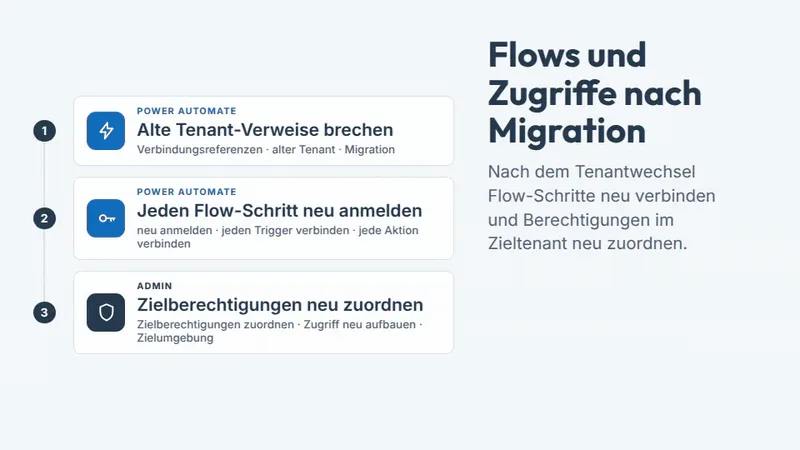 Flows und
Zugriffe nach
Migration
Nach dem Tenantwechsel
Flow-Schritte neu verbinden
und Berechtigungen im
Zieltenant neu zuordnen.
1
POWER AUTOMATE
Alte Tenant-Verweise brechen
Verbindungsreferenzen · alter Tenant · Migration
2
POWER AUTOMATE
Jeden Flow-Schritt neu anmelden
neu anmelden · jeden Trigger verbinden · jede Aktion
verbinden
3
ADMIN
Zielberechtigungen neu zuordnen
Zielberechtigungen zuordnen · Zugriff neu aufbauen ·
Zielumgebung